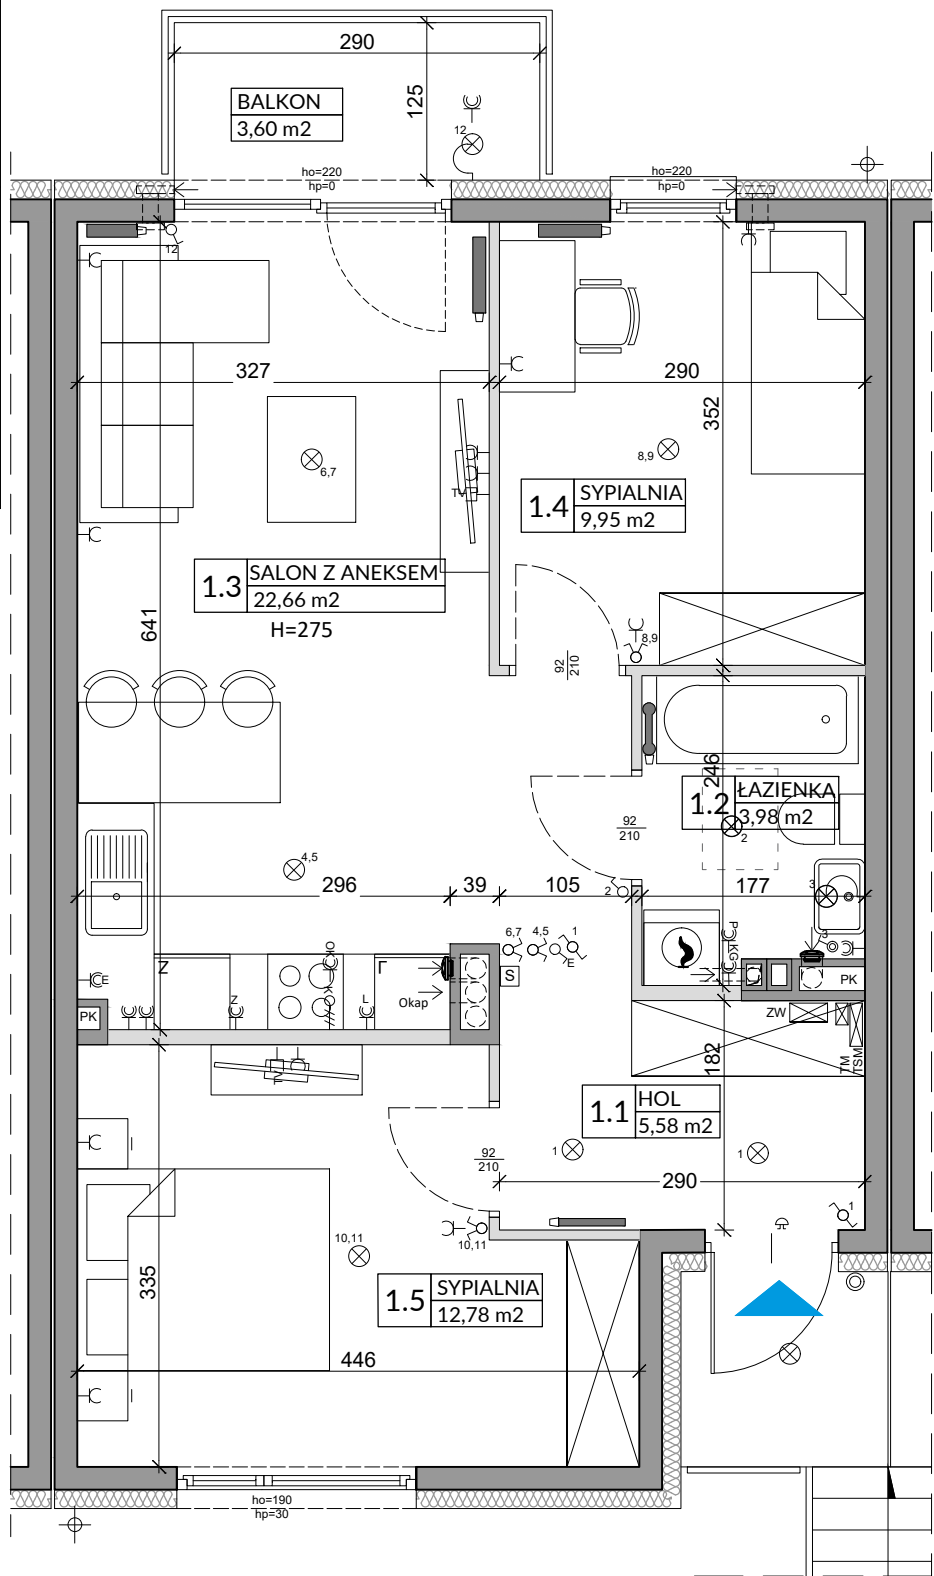 290
125
BALKON
3,60 m2
12
ho=220
hp=0
ho=220
hp=0
12
327
290
352
6,7
8,9
TV
1.4
SYPIALNIA
9,95 m2
1.3
SALON Z ANEKSEM
22,66 m2
H=275
641
8,9
92
210
246
1.2
ŁAZIENKA
3,98 m2
2
92
210
4,5
296
39
105
2
177
3
6,7
4,5
1
E
S
3
P
KG
E
Z
OK
K
Z
L
Okap
PK
PK
ZW
TM
TSM
182
1.1
HOL
5,58 m2
1
1
92
210
290
1
10,11
10,11
335
1.5
SYPIALNIA
12,78 m2
446
ho=190
hp=30